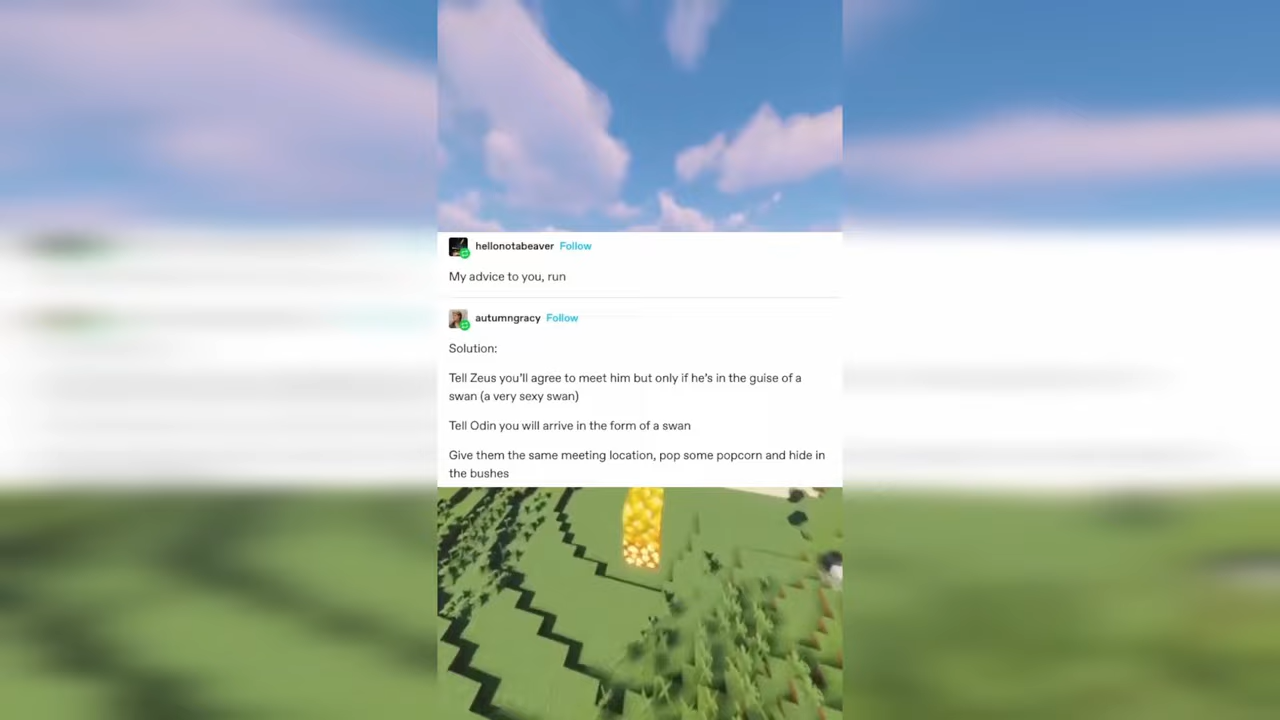 hellonotabeaver Follow
My advice to you, run
autumngracy Follow
Solution:
Tell Zeus you’ll agree to meet him but only if he’s in the guise of a
swan (a very sexy swan)
Tell Odin you will arrive in the form of a swan
Give them the same meeting location, pop some popcorn and hide in
the bushes